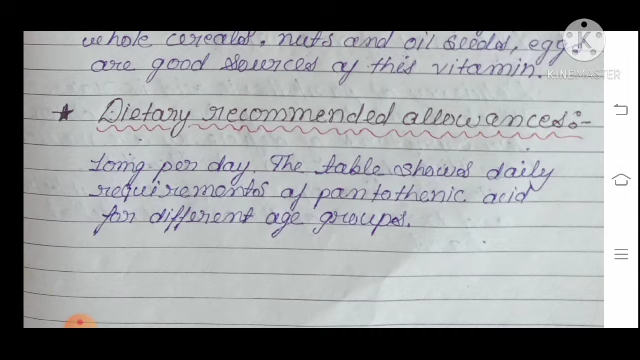 whole cereals, nuts and oil seeds, egg
are good sources of this vitamin.
KINEMASTER
★ Dietary recommended allowances:-
10mg per day The table shows daily
requirements of pantothenic acid
for different age groups.